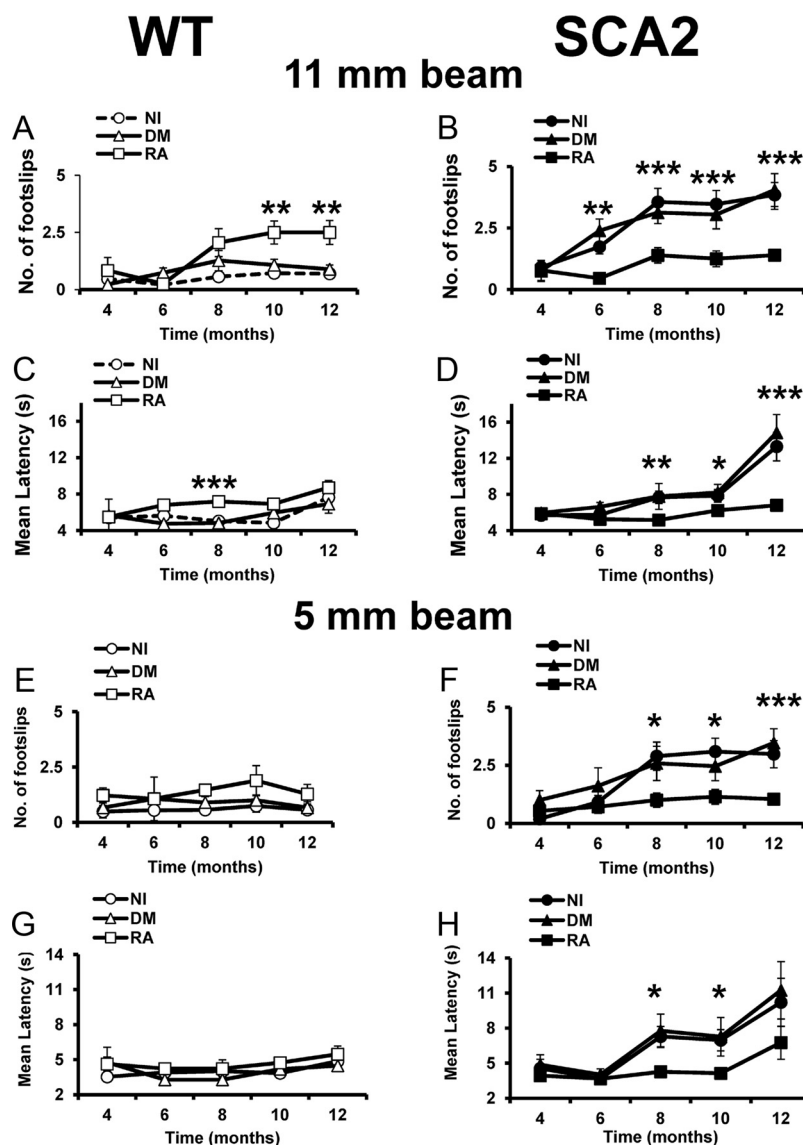 WT SCA2
11 mm beam
A
NI
DM
RA
No. of footslips
5
2.5
0
** **
4 6 8 10 12
Time (months)
B
NI
DM
RA
No. of footslips
5
2.5
0
** *** *** ***
4 6 8 10 12
Time (months)
C
NI
DM
RA
Mean Latency (s)
16
12
8
4
***
4 6 8 10 12
Time (months)
D
NI
DM
RA
Mean Latency (s)
16
12
8
4
** * ***
4 6 8 10 12
Time (months)
5 mm beam
E
NI
DM
RA
No. of footslips
5
2.5
0
4 6 8 10 12
Time (months)
F
NI
DM
RA
No. of footslips
5
2.5
0
* * ***
4 6 8 10 12
Time (months)
G
NI
DM
RA
Mean Latency (s)
14
11
8
5
2
4 6 8 10 12
Time (months)
H
NI
DM
RA
Mean Latency (s)
14
11
8
5
2
* *
4 6 8 10 12
Time (months)